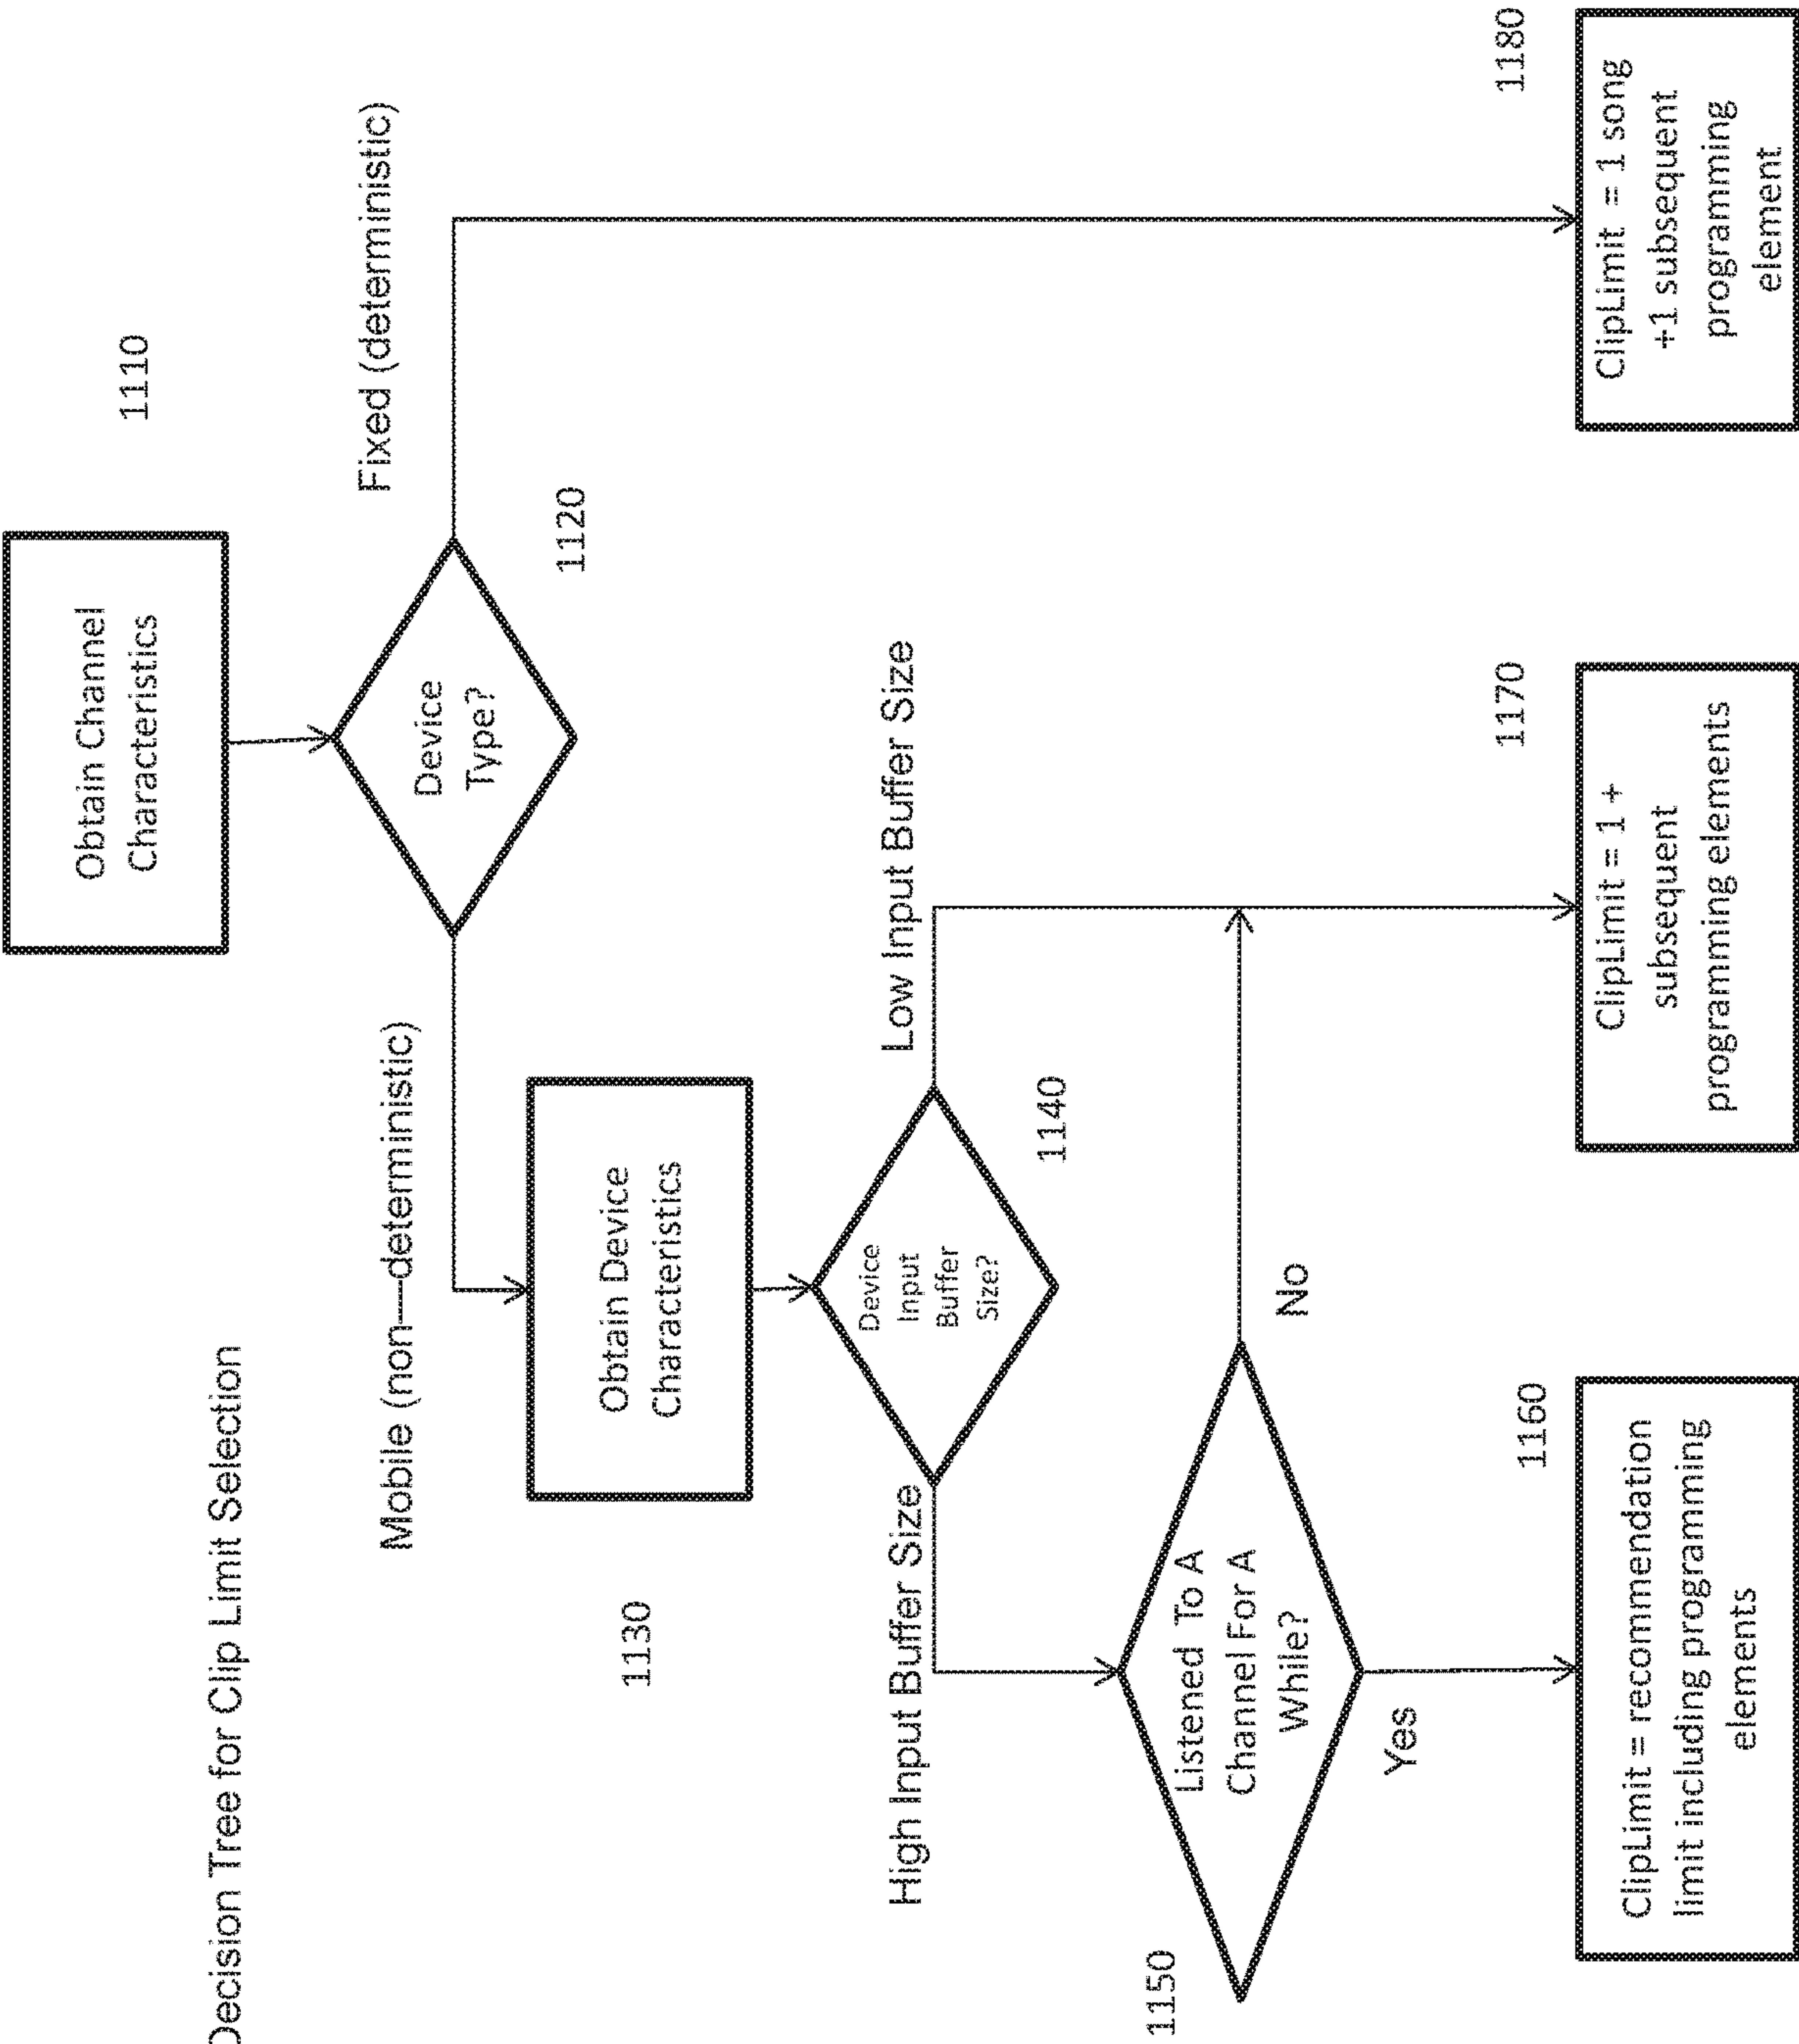 Decision Tree for Clip Limit Selection
1110
Obtain Channel
Characteristics
Device
Type?
1120
Fixed (deterministic)
Mobile (non—deterministic)
1130
Obtain Device
Characteristics
Device
Input
Buffer
Size?
1140
High Input Buffer Size
Low Input Buffer Size
1150
Listened To A
Channel For A
While?
No
Yes
1160
ClipLimit = recommendation
limit including programming
elements
1170
ClipLimit = 1 +
subsequent
programming elements
1180
ClipLimit = 1 song
+1 subsequent
programming
element